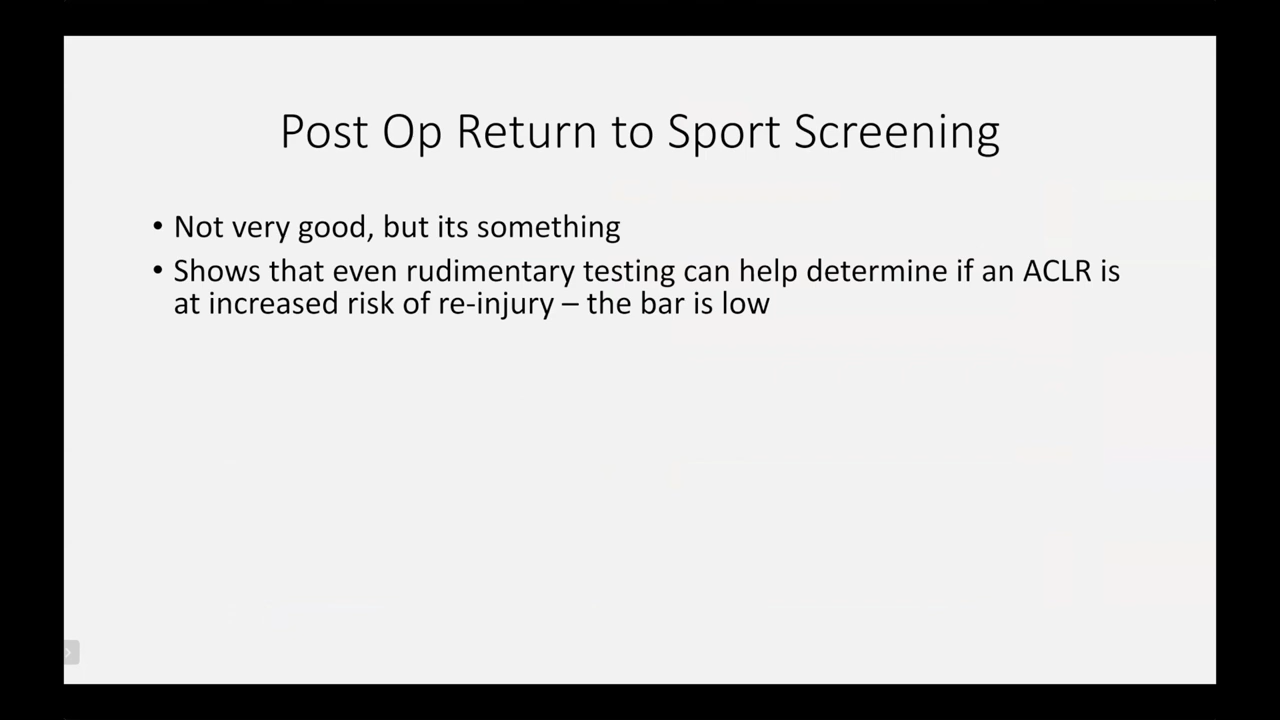 Post Op Return to Sport Screening
• Not very good, but its something
• Shows that even rudimentary testing can help determine if an ACLR is
at increased risk of re-injury – the bar is low